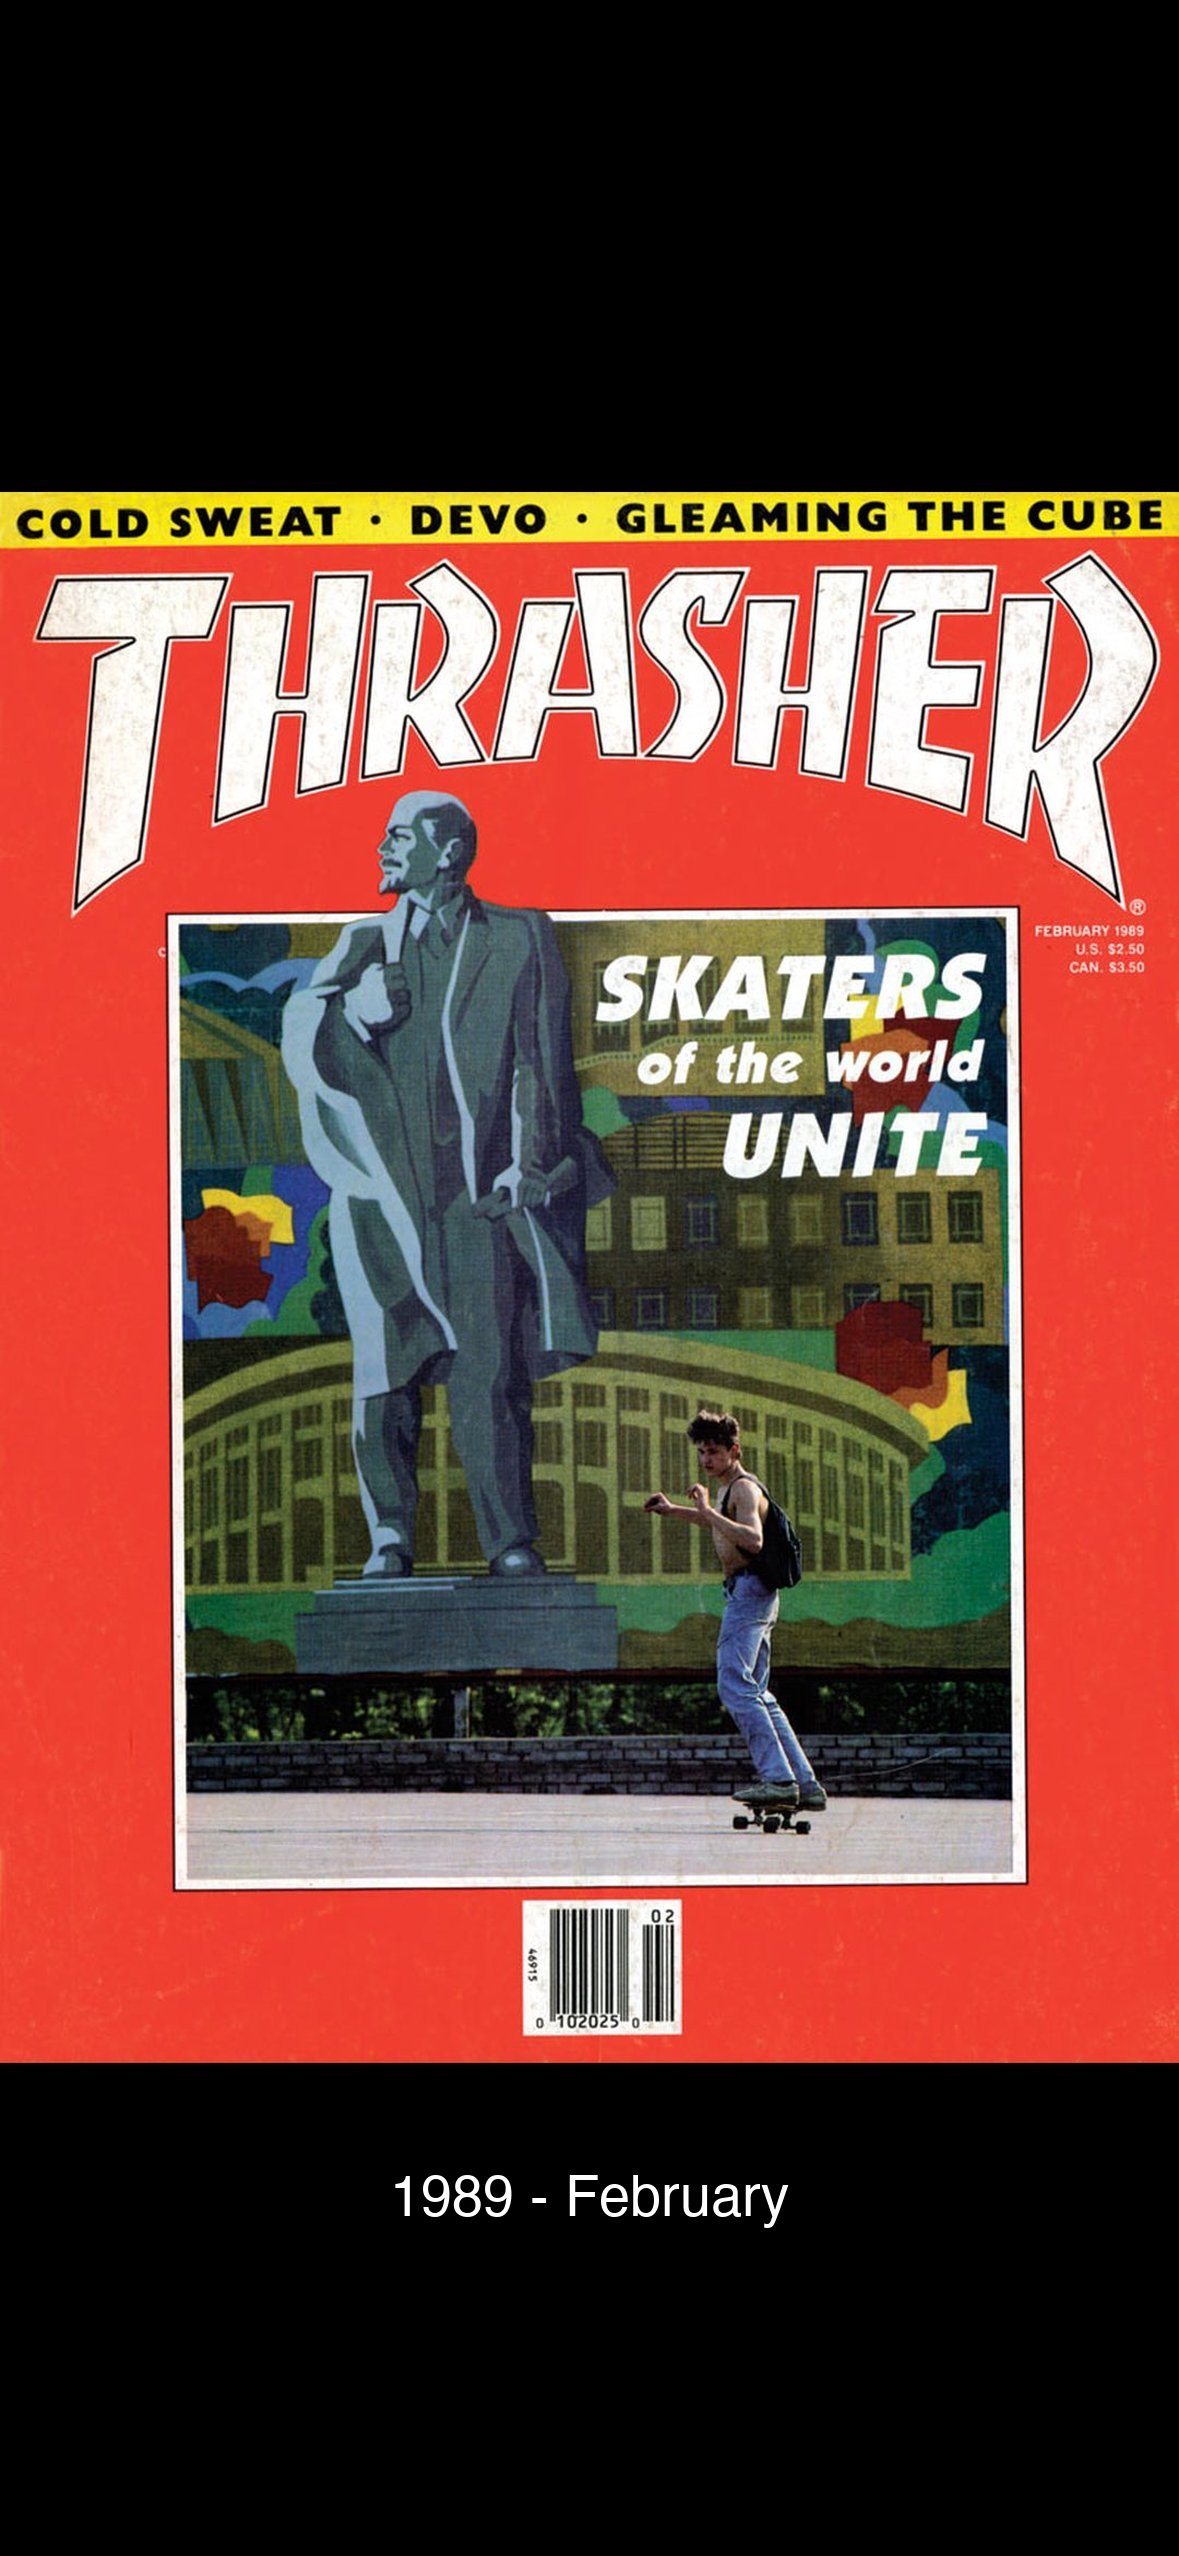 COLD SWEAT • DEVO • GLEAMING THE CUBE
THRASHER®
FEBRUARY 1989
U.S. $2.50
CAN. $3.50
SKATERS
of the world
UNITE
02
46915
0 102025 0
1989 - February